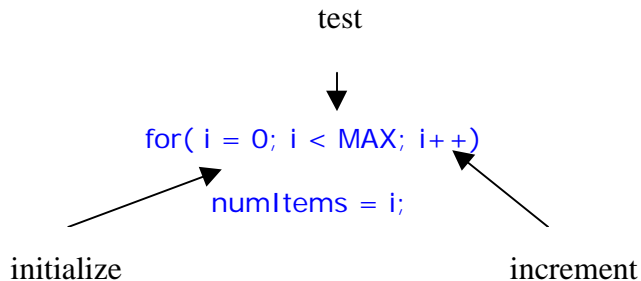 test
for( i = 0; i < MAX; i++)
numItems = i;
initialize
increment